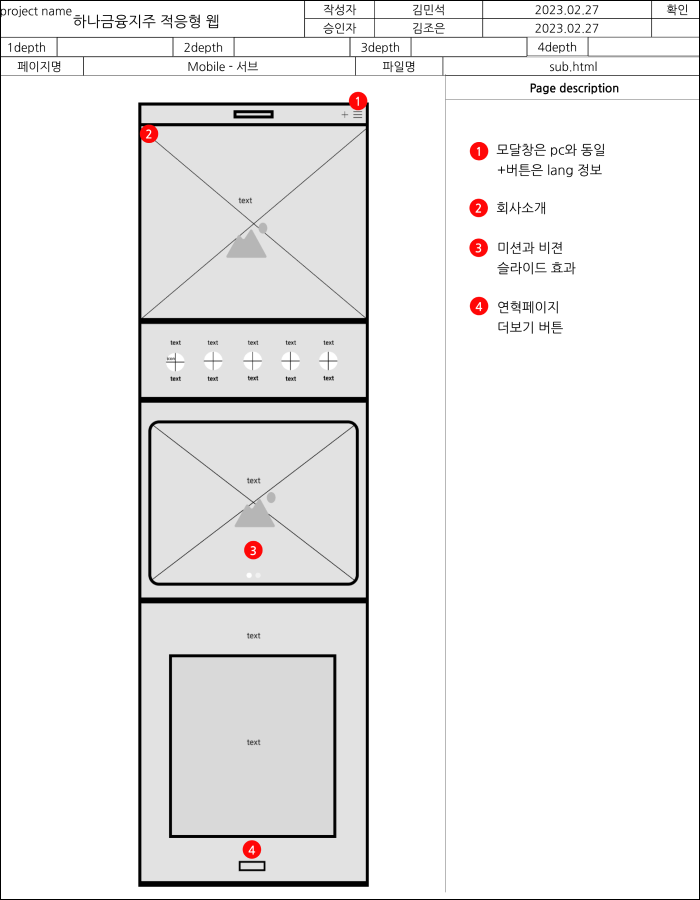 project name 하나금융지주 적응형 웹 작성자 김민석 2023.02.27 확인
승인자 김조은 2023.02.27
1depth 2depth 3depth 4depth
페이지명 Mobile - 서브 파일명 sub.html
Page description
1 + ☰
2
text
text text text text text
icon
text text text text text
text
3
text
text
4
1 모달창은 pc와 동일
+버튼은 lang 정보
2 회사소개
3 미션과 비젼
슬라이드 효과
4 연혁페이지
더보기 버튼